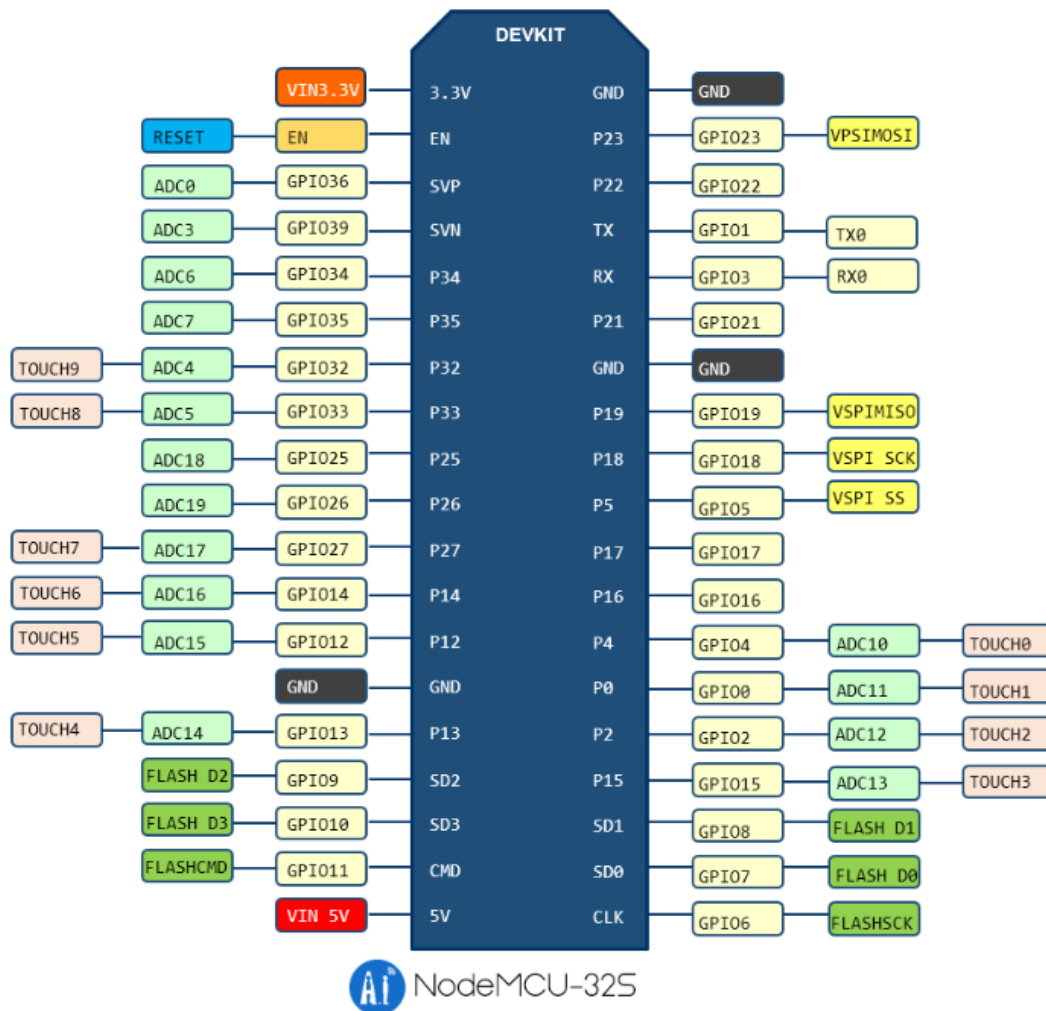 DEVKIT
VIN3.3V 3.3V GND GND
RESET EN EN P23 GPIO23 VPSIMOSI
ADC0 GPIO36 SVP P22 GPIO22
ADC3 GPIO39 SVN TX GPIO1 TX0
ADC6 GPIO34 P34 RX GPIO3 RX0
ADC7 GPIO35 P35 P21 GPIO21
TOUCH9 ADC4 GPIO32 P32 GND GND
TOUCH8 ADC5 GPIO33 P33 P19 GPIO19 VSPIMISO
ADC18 GPIO25 P25 P18 GPIO18 VSPI SCK
ADC19 GPIO26 P26 P5 GPIO5 VSPI SS
TOUCH7 ADC17 GPIO27 P27 P17 GPIO17
TOUCH6 ADC16 GPIO14 P14 P16 GPIO16
TOUCH5 ADC15 GPIO12 P12 P4 GPIO4 ADC10 TOUCH0
GND GND P0 GPIO0 ADC11 TOUCH1
TOUCH4 ADC14 GPIO13 P13 P2 GPIO2 ADC12 TOUCH2
FLASH D2 GPIO9 SD2 P15 GPIO15 ADC13 TOUCH3
FLASH D3 GPIO10 SD3 SD1 GPIO8 FLASH D1
FLASHCMD GPIO11 CMD SD0 GPIO7 FLASH D0
VIN 5V 5V CLK GPIO6 FLASHSCK
A.i NodeMCU-32S